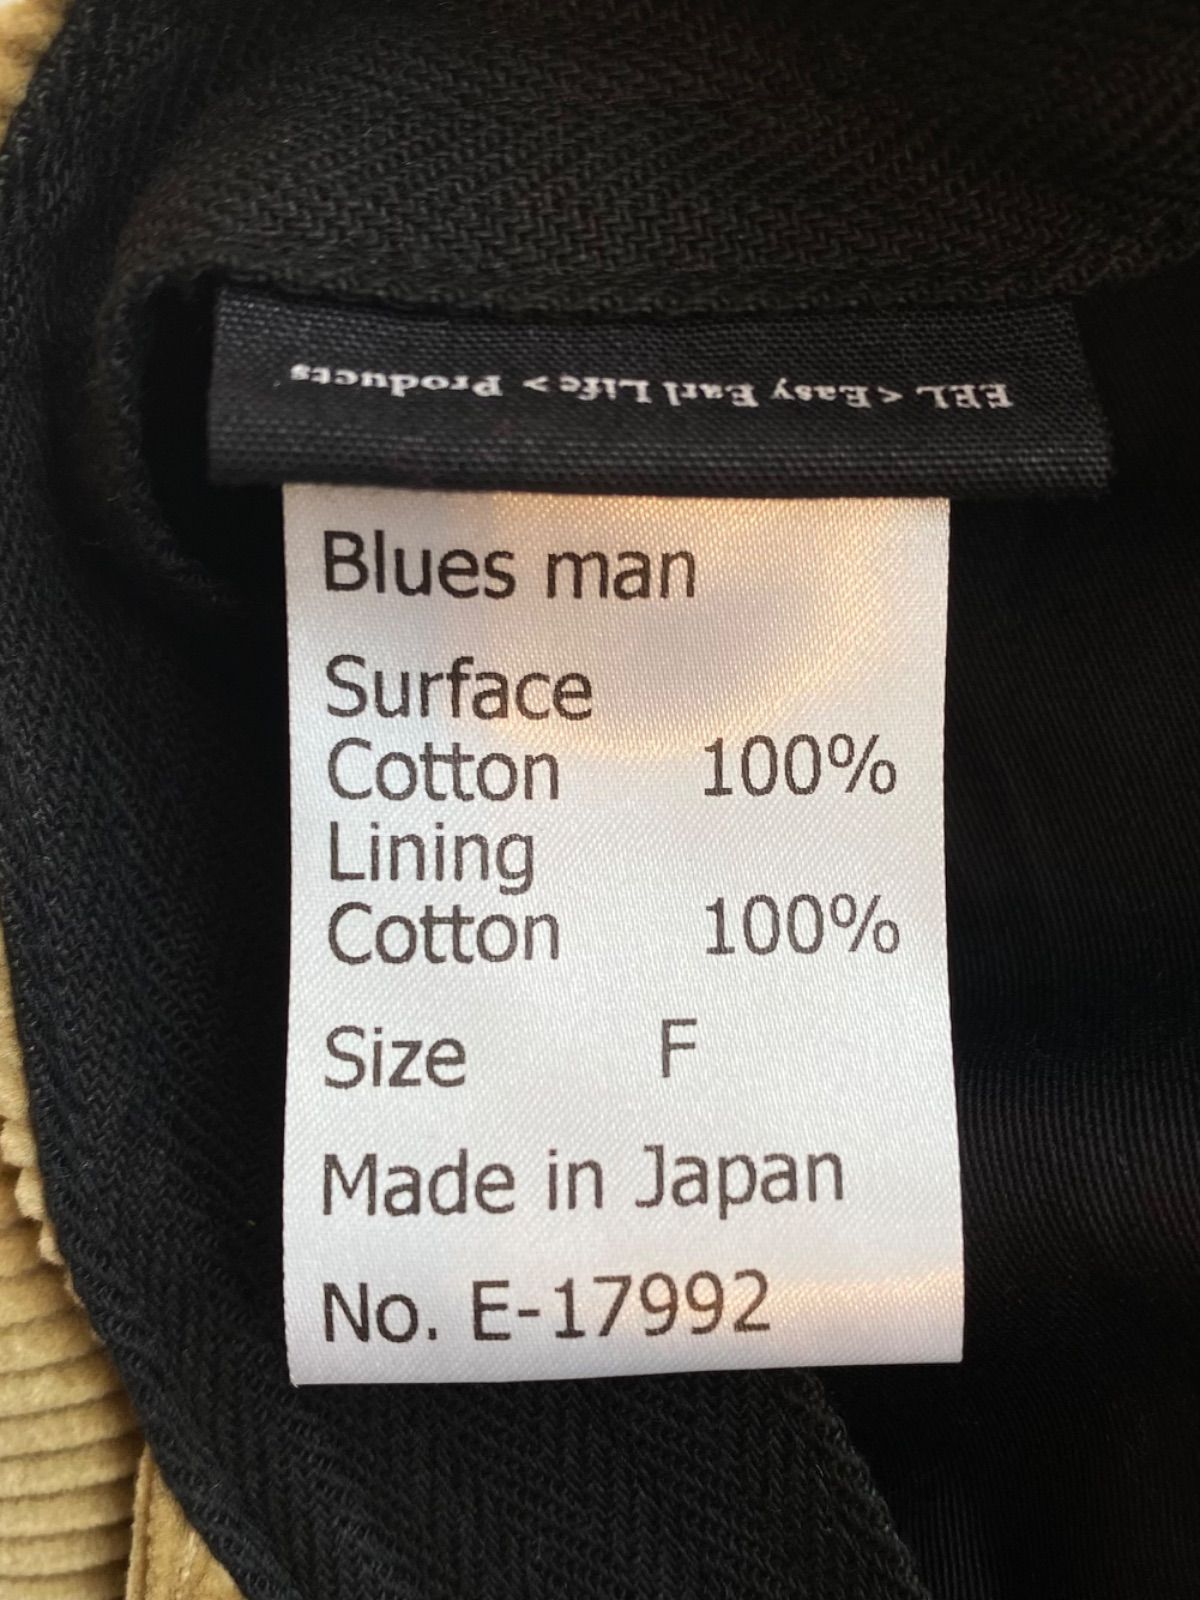 EEL <Easy Earl Life> Products
Blues man
Surface
Cotton 100%
Lining
Cotton 100%
Size F
Made in Japan
No. E-17992